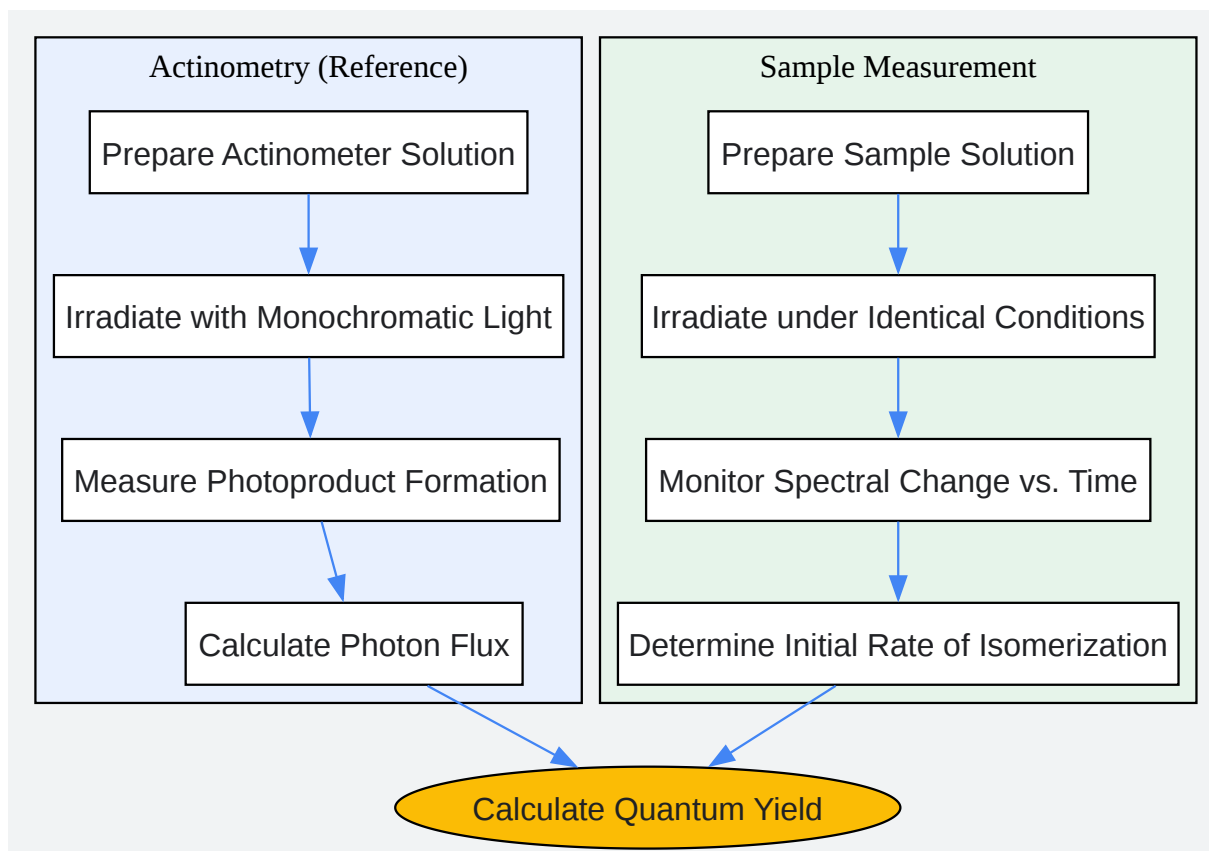 Actinometry (Reference)
Prepare Actinometer Solution
Irradiate with Monochromatic Light
Measure Photoproduct Formation
Calculate Photon Flux
Sample Measurement
Prepare Sample Solution
Irradiate under Identical Conditions
Monitor Spectral Change vs. Time
Determine Initial Rate of Isomerization
Calculate Quantum Yield